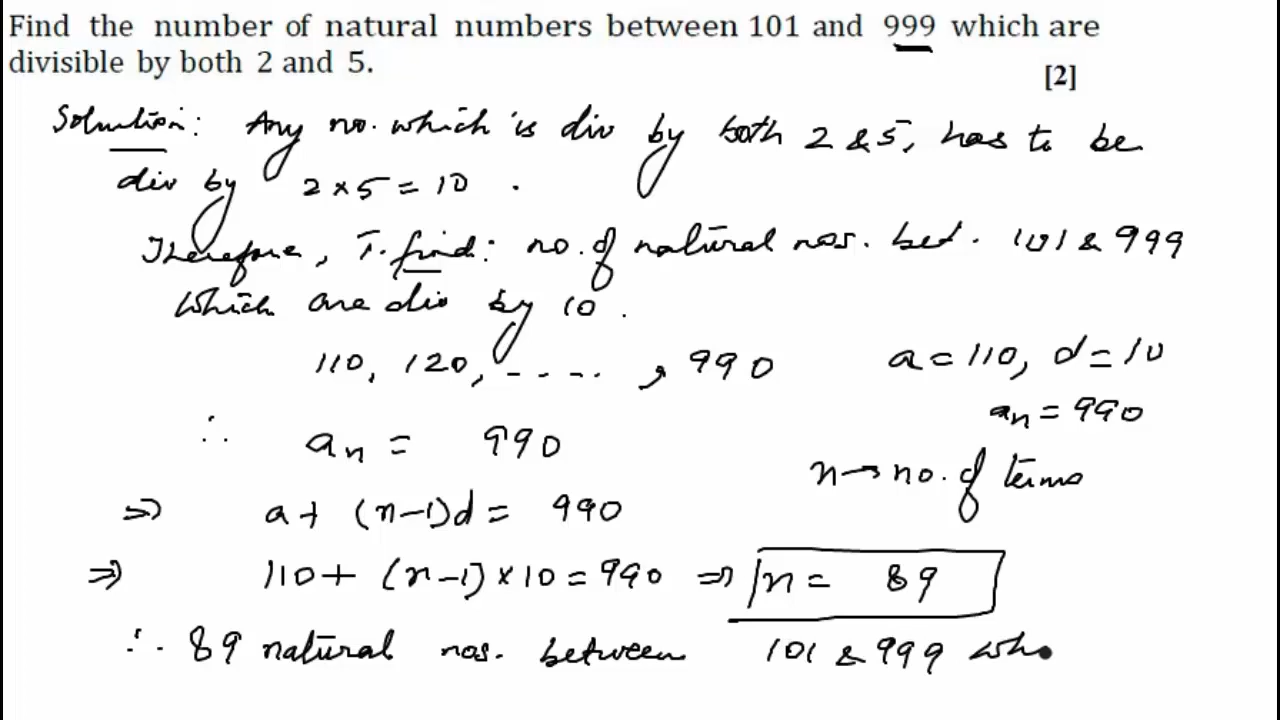 Find the number of natural numbers between 101 and 999 which are
divisible by both 2 and 5.
[2]
Solution: Any no. which is div by both 2 & 5, has to be
div by 2 × 5 = 10 .
Therefore, T. find: no. of natural nos. bet. 101 & 999
which are div by 10 .
110, 120, - - - - - , 990
a = 110, d = 10
an = 990
∴ an = 990
n → no. of terms
⇒ a + (n-1)d = 990
⇒ 110 + (n-1) × 10 = 990 ⇒ n = 89
∴ 89 natural nos. between 101 & 999 who